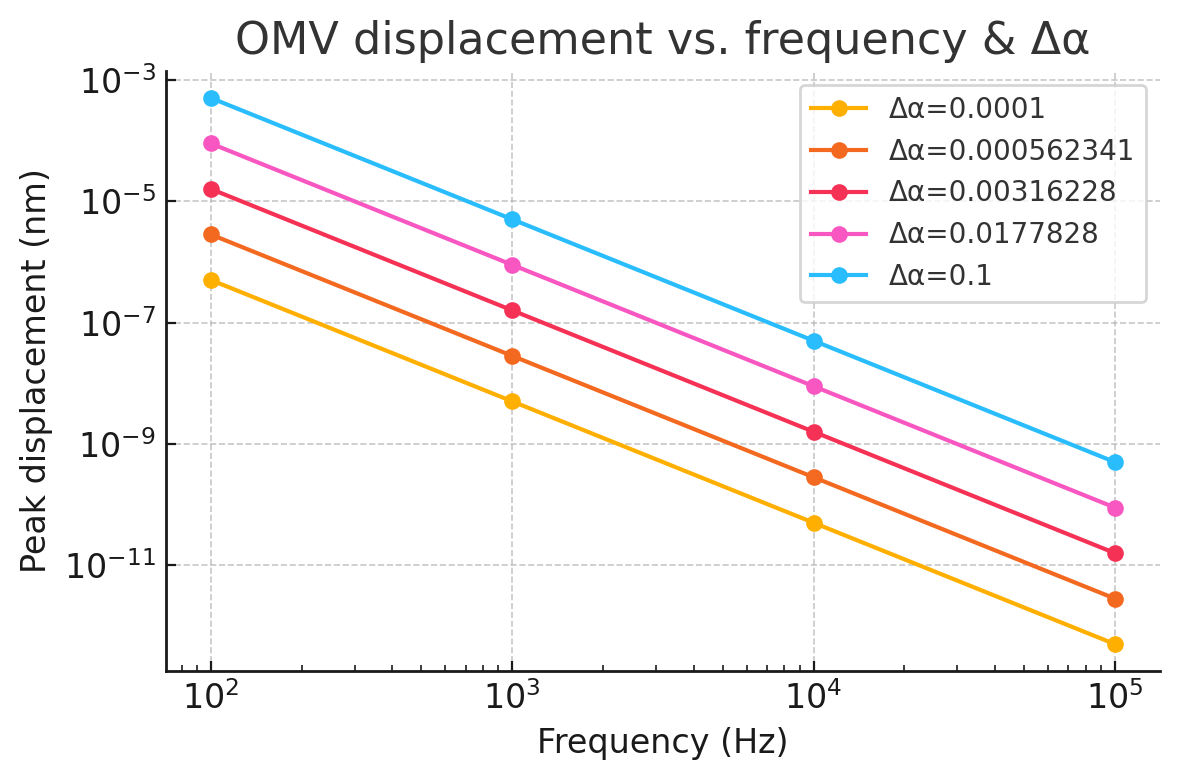 OMV displacement vs. frequency & Δα
Peak displacement (nm)
10⁻³
10⁻⁵
10⁻⁷
10⁻⁹
10⁻¹¹
Δα=0.0001
Δα=0.000562341
Δα=0.00316228
Δα=0.0177828
Δα=0.1
10² 10³ 10⁴ 10⁵
Frequency (Hz)